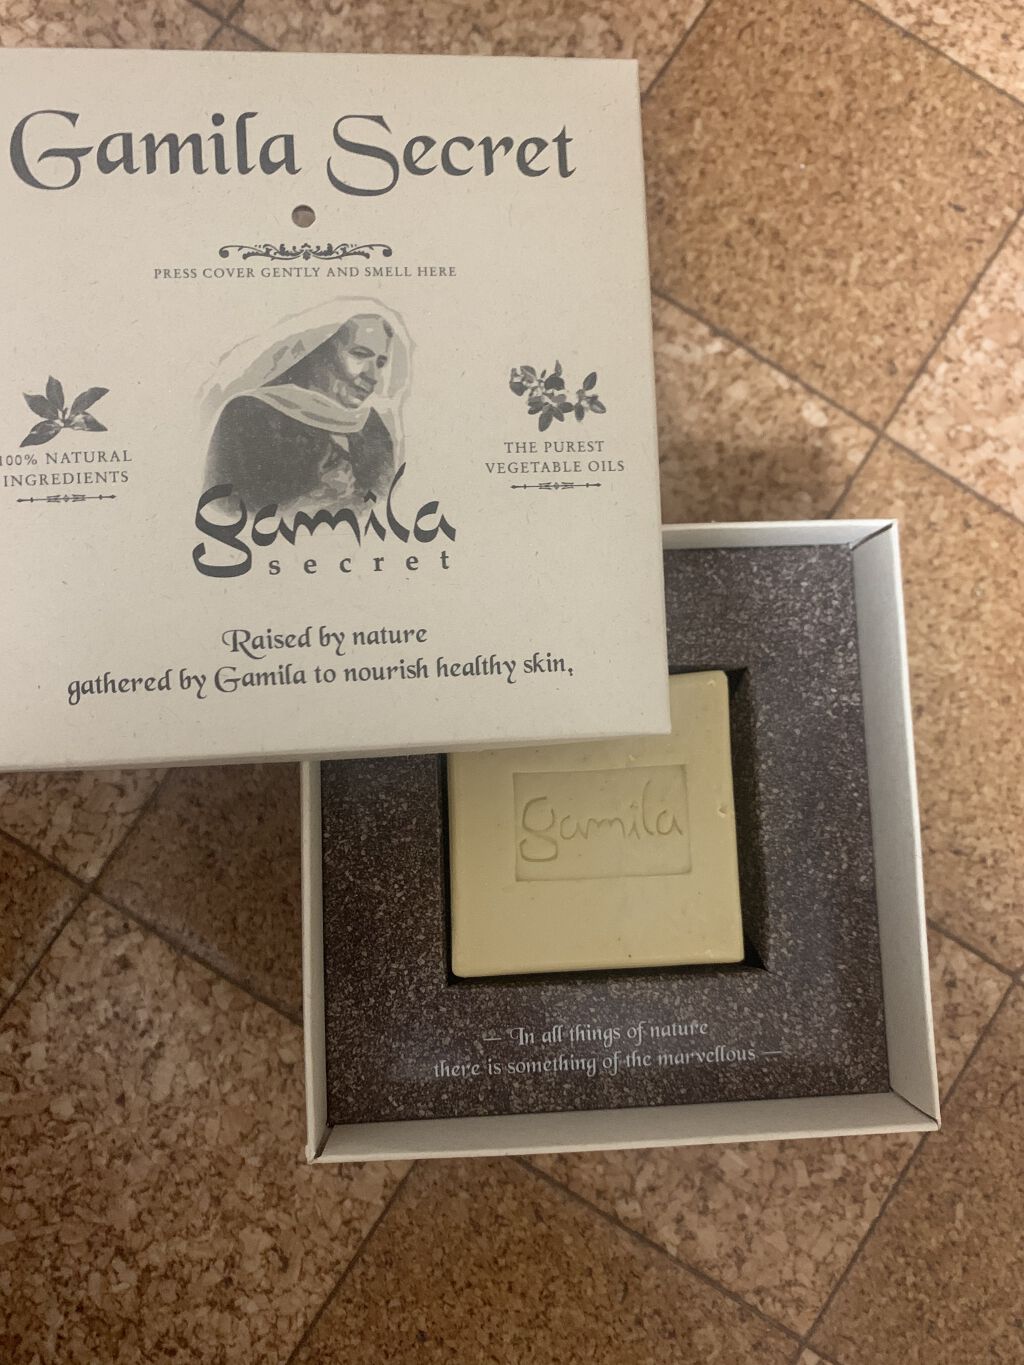 Gamila Secret
PRESS COVER GENTLY AND SMELL HERE
100% NATURAL
INGREDIENTS
THE PUREST
VEGETABLE OILS
gamila
secret
Raised by nature
gathered by Gamila to nourish healthy skin.
gamila
— In all things of nature
there is something of the marvellous —